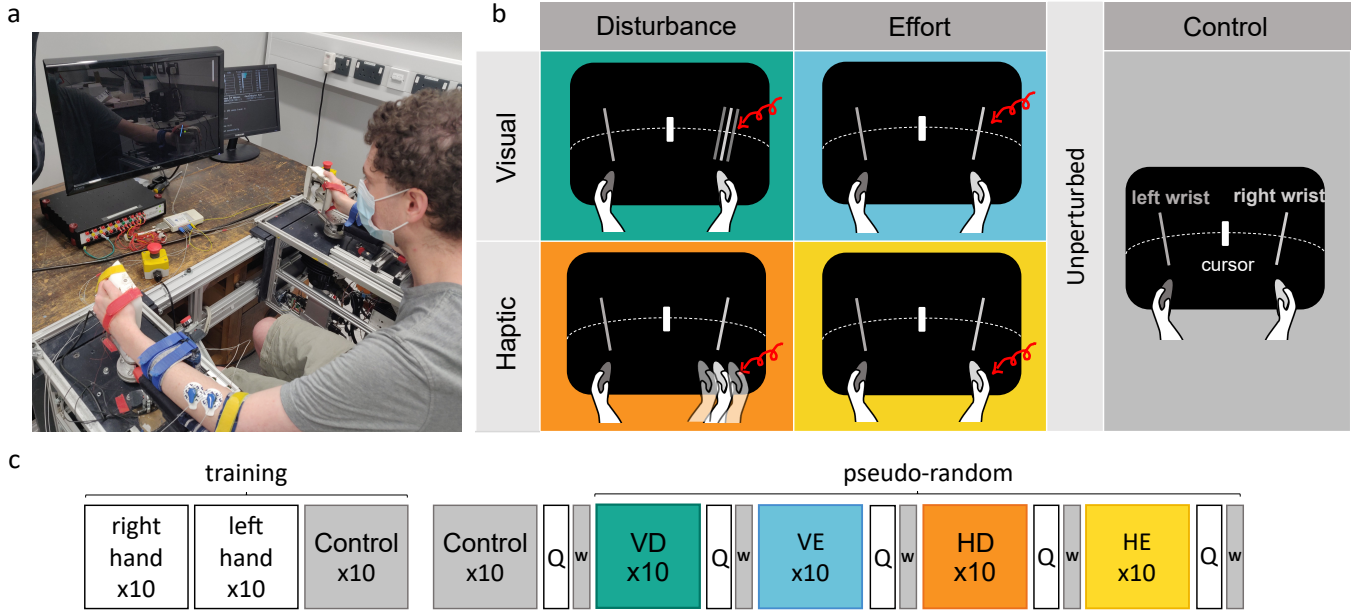 a
b
Disturbance
Effort
Control
Visual
Haptic
Unperturbed
left wrist
right wrist
cursor
c
training
pseudo-random
right
hand
x10
left
hand
x10
Control
x10
Control
x10
Q
w
VD
x10
Q
w
VE
x10
Q
w
HD
x10
Q
w
HE
x10
Q
w